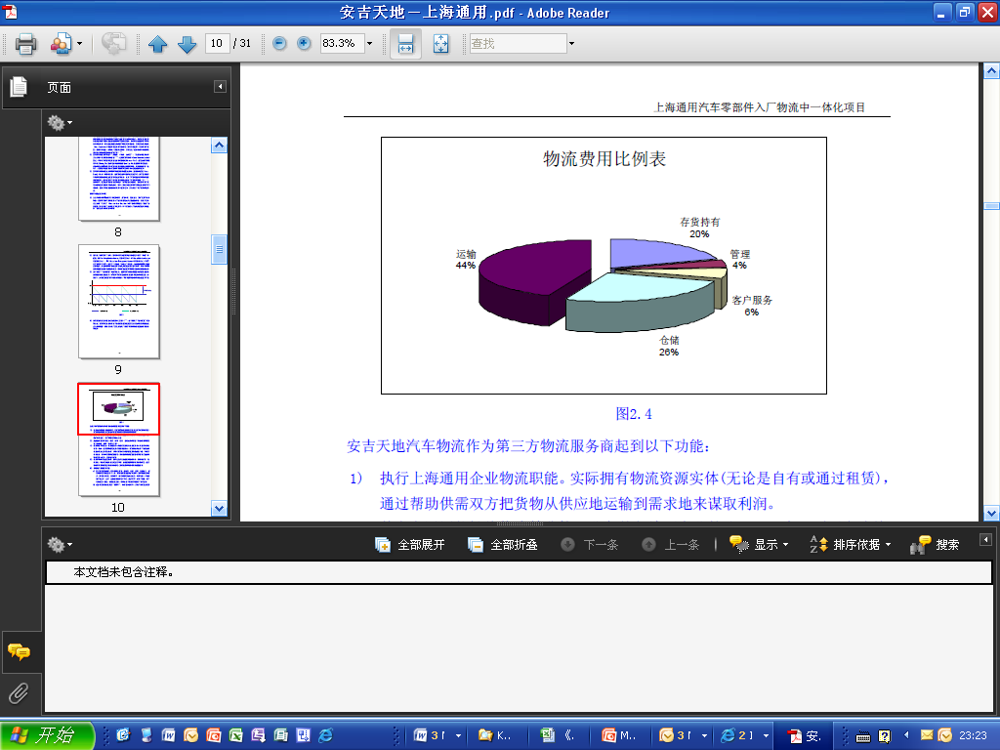 安吉天地－上海通用.pdf - Adobe Reader
10 / 31
83.3%
查找
页面
8
9
10
上海通用汽车零部件入厂物流中一体化项目
物流费用比例表
存货持有
20%
运输
44%
管理
4%
客户服务
6%
仓储
26%
图2.4
安吉天地汽车物流作为第三方物流服务商起到以下功能：
1) 执行上海通用企业物流职能。实际拥有物流资源实体(无论是自有或通过租赁)，
通过帮助供需双方把货物从供应地运输到需求地来谋取利润。
全部展开 全部折叠 下一条 上一条 显示 排序依据 搜索
本文档未包含注释。
开始 3 K.. 《. M.. 3 2 安. 23:23